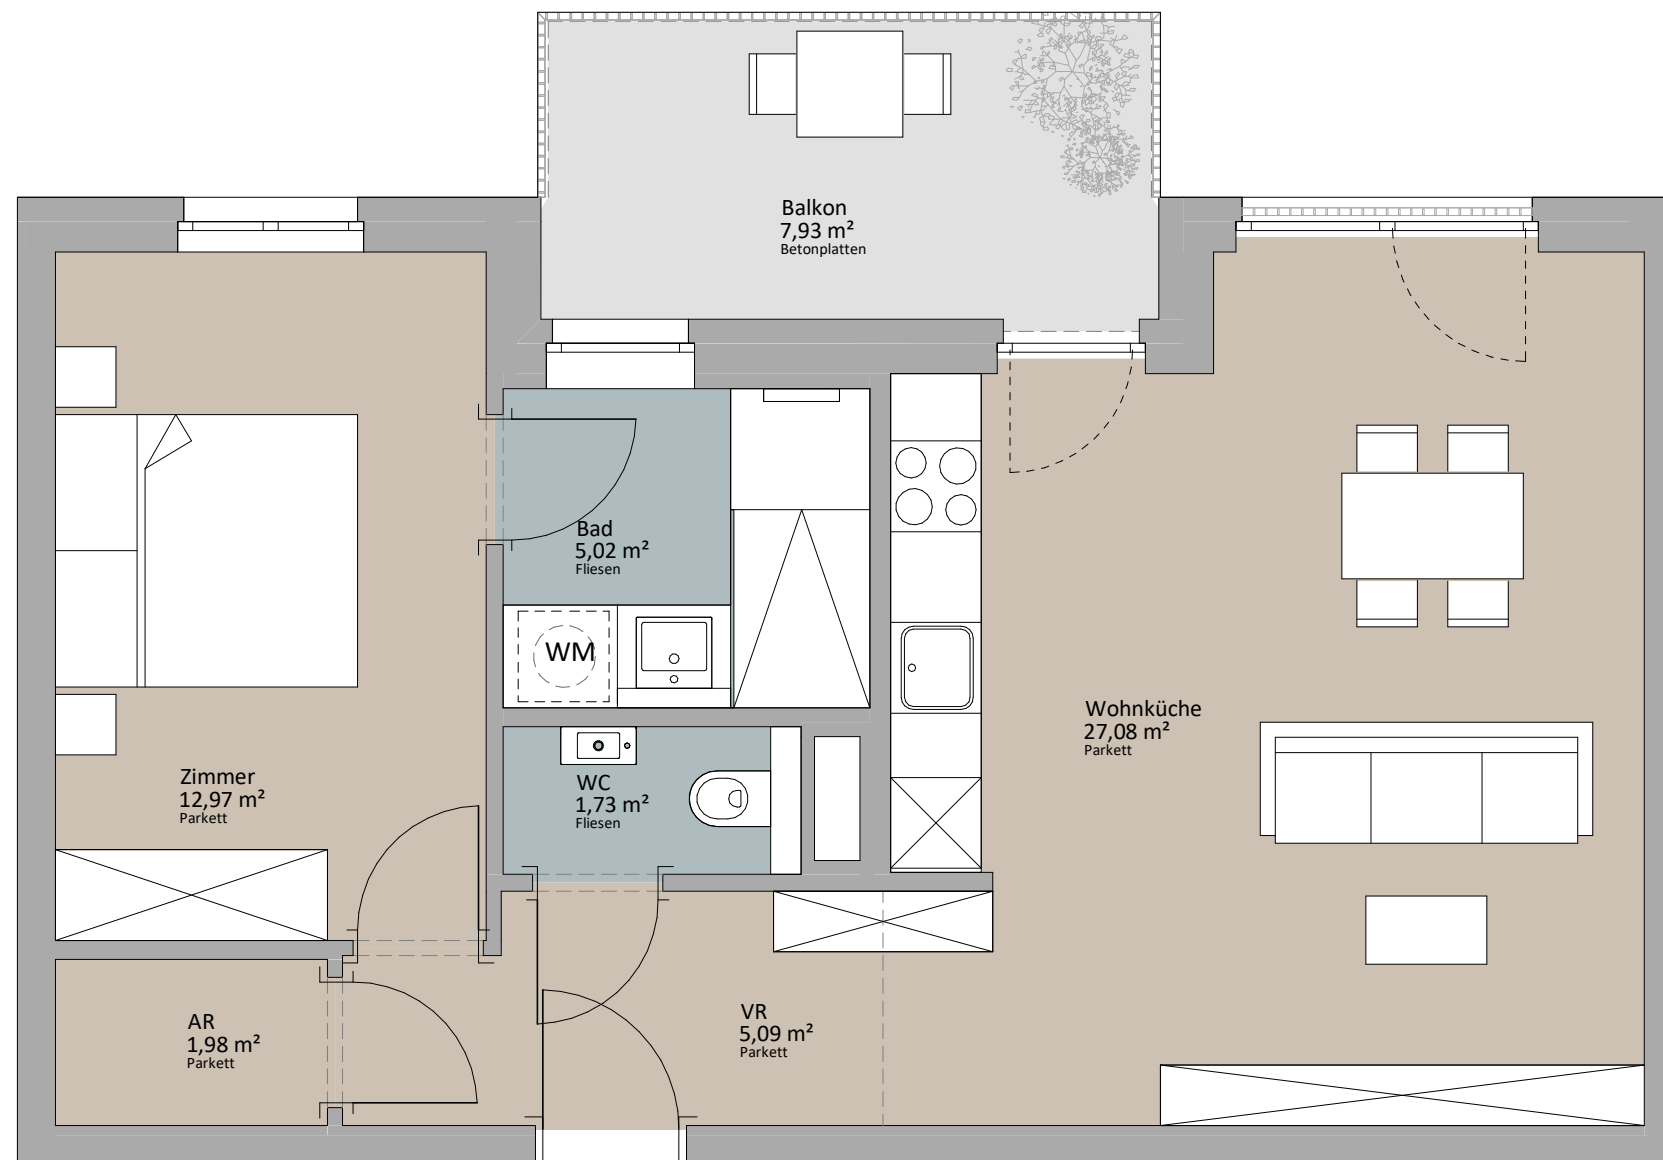 Balkon
7,93 m²
Betonplatten
Bad
5,02 m²
Fliesen
WM
Wohnküche
27,08 m²
Parkett
Zimmer
12,97 m²
Parkett
WC
1,73 m²
Fliesen
AR
1,98 m²
Parkett
VR
5,09 m²
Parkett